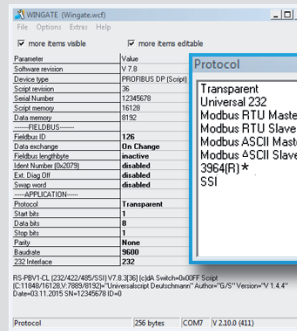 WINGATE (Wingate.wcf)
File Options Extras Help
more items visible more items editable
Parameter Value
Software revision V 7.8
Device type PROFIBUS DP (Script)
Script revision 36
Serial Number 12345678
Script memory 16128
Data memory 8192
------FIELDBUS------
Fieldbus ID 126
Data exchange On Change
Fieldbus lengthbyte inactive
Ident Number (0x2079) disabled
Ext. Diag Off disabled
Swap word disabled
-----APPLICATION-----
Protocol Transparent
Start bits 1
Data bits 8
Stop bits 1
Parity None
Baudrate 9600
232 Interface 232
Protocol
Transparent
Universal 232
Modbus RTU Maste
Modbus RTU Slave
Modbus ASCII Mast
Modbus ASCII Slave
3964(R)*
SSI
RS-PBV1-CL (232/422/485/SSI) V7.8[36] (c)dA Switch=0x00FF Script
(C:11848/16128,V:7889/8192)="Universalscript Deutschmann" Author="G/S" Version="V 1.4.4"
Date=03.11.2015 SN=12345678 ID=0
Protocol 256 bytes COM7 V 2.10.0 (411)